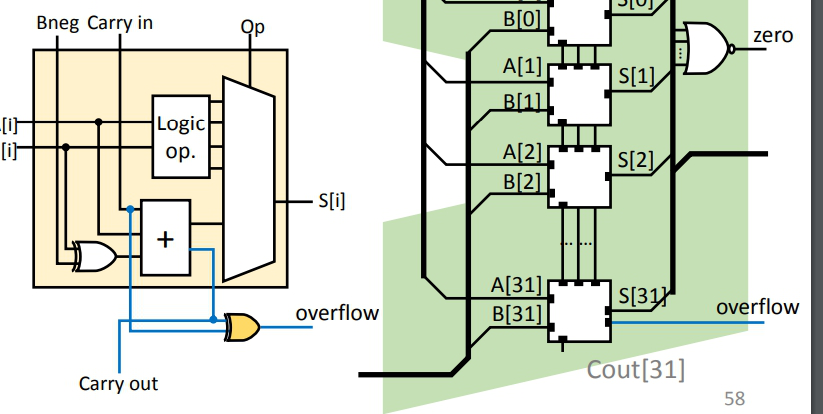 Bneg Carry in
Op
[i]
[i]
Logic
op.
+
S[i]
overflow
Carry out
S[0]
B[0]
zero
A[1]
S[1]
B[1]
A[2]
S[2]
B[2]
... ...
A[31]
S[31]
B[31]
overflow
Cout[31]
58